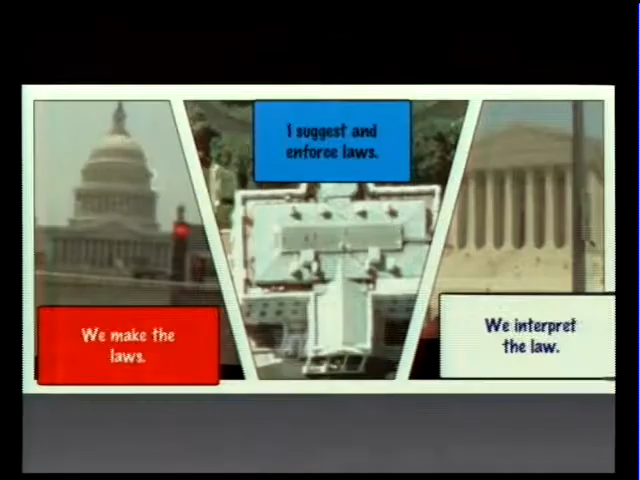 I suggest and
enforce laws.
We make the
laws.
We interpret
the law.